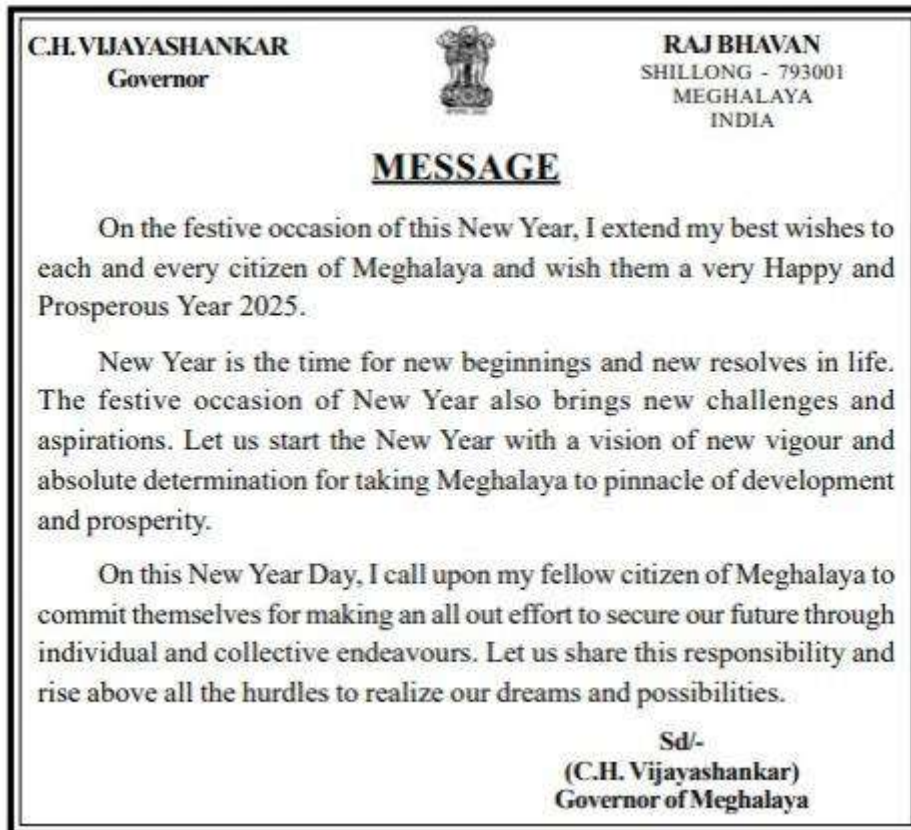 C.H. VIJAYASHANKAR
Governor
RAJ BHAVAN
SHILLONG - 793001
MEGHALAYA
INDIA
MESSAGE
On the festive occasion of this New Year, I extend my best wishes to
each and every citizen of Meghalaya and wish them a very Happy and
Prosperous Year 2025.
New Year is the time for new beginnings and new resolves in life.
The festive occasion of New Year also brings new challenges and
aspirations. Let us start the New Year with a vision of new vigour and
absolute determination for taking Meghalaya to pinnacle of development
and prosperity.
On this New Year Day, I call upon my fellow citizen of Meghalaya to
commit themselves for making an all out effort to secure our future through
individual and collective endeavours. Let us share this responsibility and
rise above all the hurdles to realize our dreams and possibilities.
Sd/-
(C.H. Vijayashankar)
Governor of Meghalaya